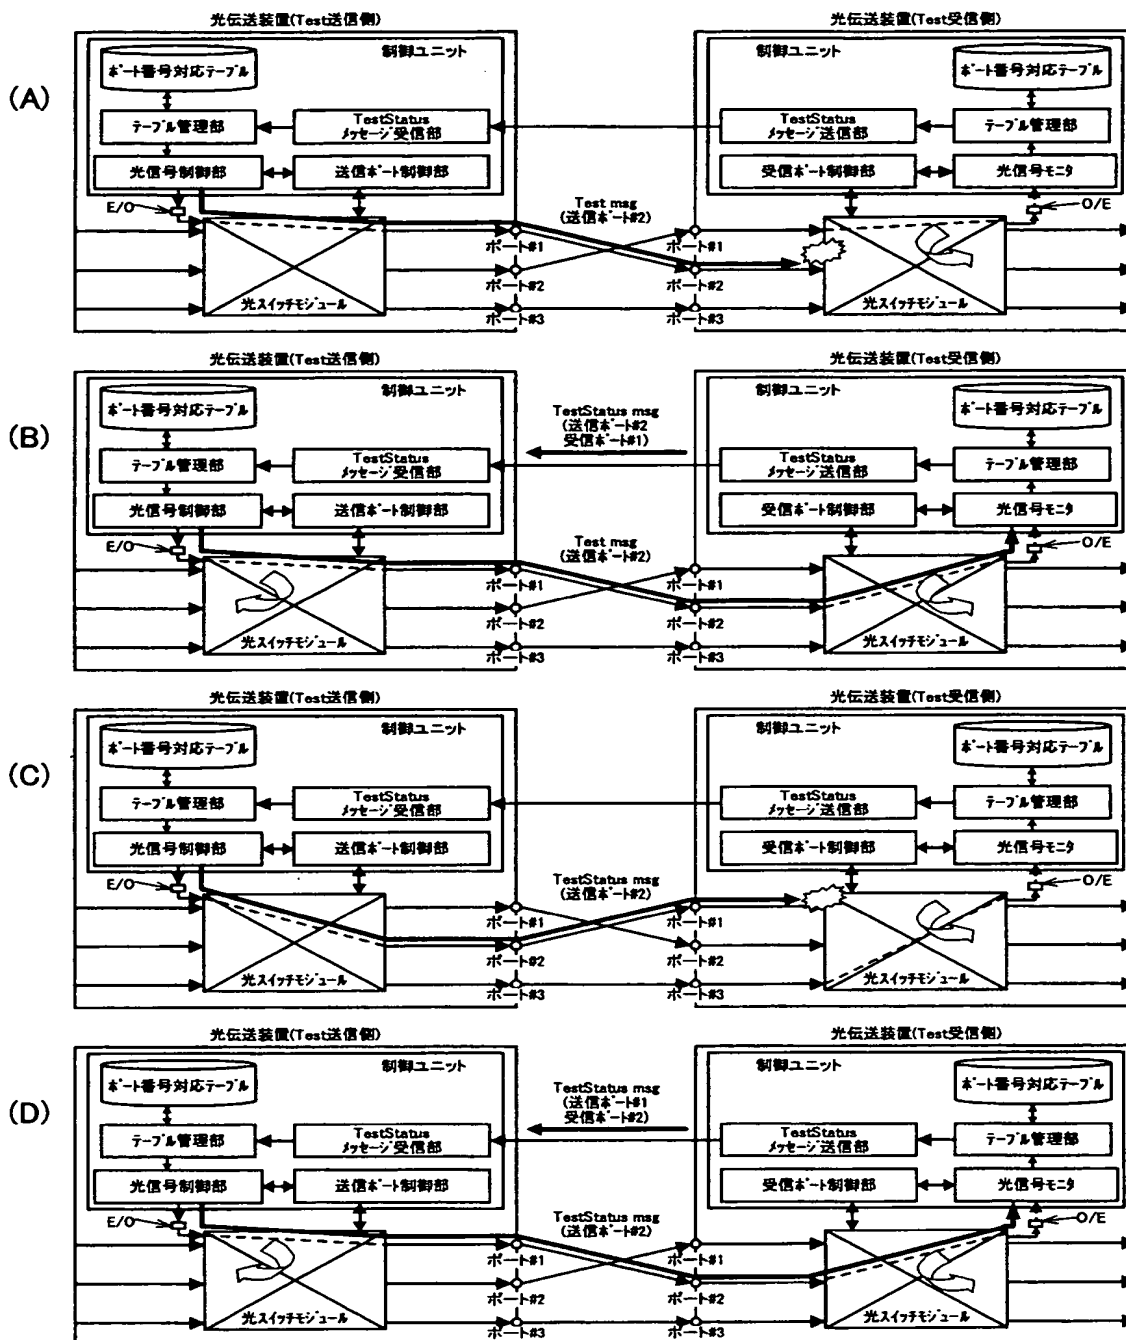 光伝送装置(Test送信側)
光伝送装置(Test受信側)
(A)
制御ユニット
制御ユニット
ポート番号対応テーブル
ポート番号対応テーブル
テーブル管理部
TestStatus
メッセージ受信部
TestStatus
メッセージ送信部
テーブル管理部
光信号制御部
送信ポート制御部
受信ポート制御部
光信号モニタ
E/O
O/E
Test msg
(送信ポート#2)
ポート#1
ポート#1
ポート#2
ポート#2
光スイッチモジュール
光スイッチモジュール
ポート#3
ポート#3
光伝送装置(Test送信側)
光伝送装置(Test受信側)
(B)
制御ユニット
制御ユニット
ポート番号対応テーブル
ポート番号対応テーブル
TestStatus msg
(送信ポート#2
受信ポート#1)
テーブル管理部
TestStatus
メッセージ受信部
TestStatus
メッセージ送信部
テーブル管理部
光信号制御部
送信ポート制御部
受信ポート制御部
光信号モニタ
E/O
O/E
Test msg
(送信ポート#2)
ポート#1
ポート#1
ポート#2
ポート#2
光スイッチモジュール
光スイッチモジュール
ポート#3
ポート#3
光伝送装置(Test送信側)
光伝送装置(Test受信側)
(C)
制御ユニット
制御ユニット
ポート番号対応テーブル
ポート番号対応テーブル
テーブル管理部
TestStatus
メッセージ受信部
TestStatus
メッセージ送信部
テーブル管理部
光信号制御部
送信ポート制御部
受信ポート制御部
光信号モニタ
E/O
O/E
TestStatus msg
(送信ポート#2)
ポート#1
ポート#1
ポート#2
ポート#2
光スイッチモジュール
光スイッチモジュール
ポート#3
ポート#3
光伝送装置(Test送信側)
光伝送装置(Test受信側)
(D)
制御ユニット
制御ユニット
ポート番号対応テーブル
ポート番号対応テーブル
TestStatus msg
(送信ポート#1
受信ポート#2)
テーブル管理部
TestStatus
メッセージ受信部
TestStatus
メッセージ送信部
テーブル管理部
光信号制御部
送信ポート制御部
受信ポート制御部
光信号モニタ
E/O
O/E
TestStatus msg
(送信ポート#2)
ポート#1
ポート#1
ポート#2
ポート#2
光スイッチモジュール
光スイッチモジュール
ポート#3
ポート#3